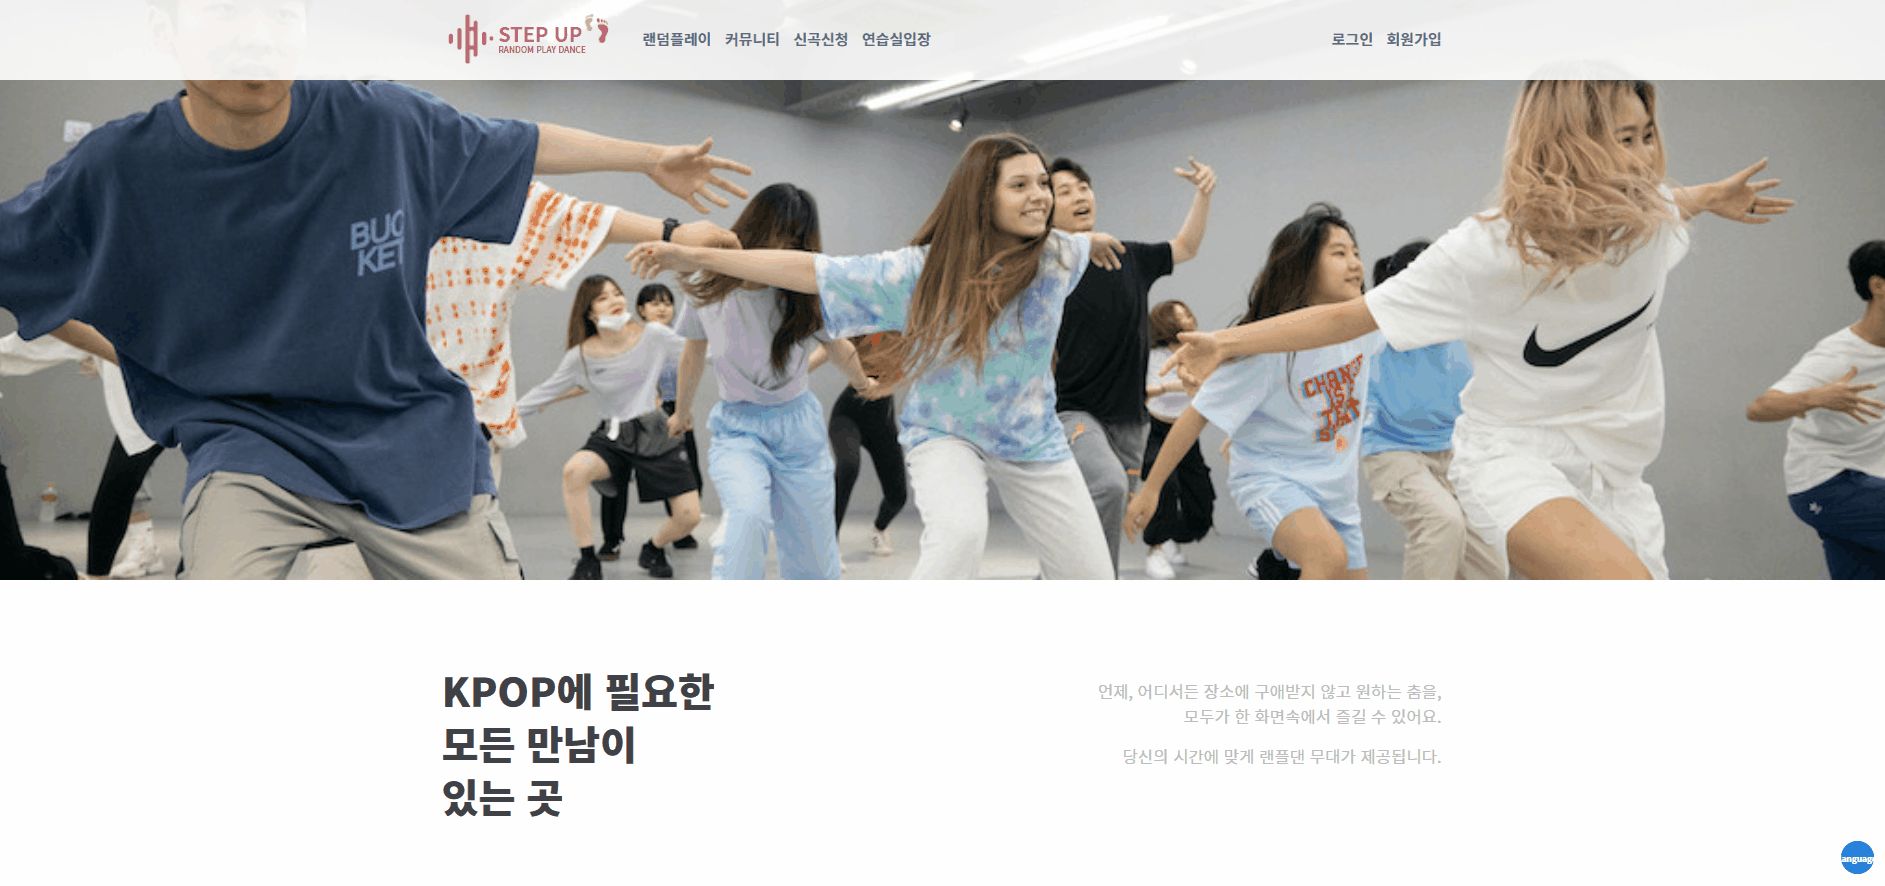 STEP UP
RANDOM PLAY DANCE
랜덤플레이 커뮤니티 신곡신청 연습실입장
로그인 회원가입
BUC
KET
CHAN
KPOP에 필요한
모든 만남이
있는 곳
언제, 어디서든 장소에 구애받지 않고 원하는 춤을,
모두가 한 화면속에서 즐길 수 있어요.
당신의 시간에 맞게 랜플댄 무대가 제공됩니다.
anguag